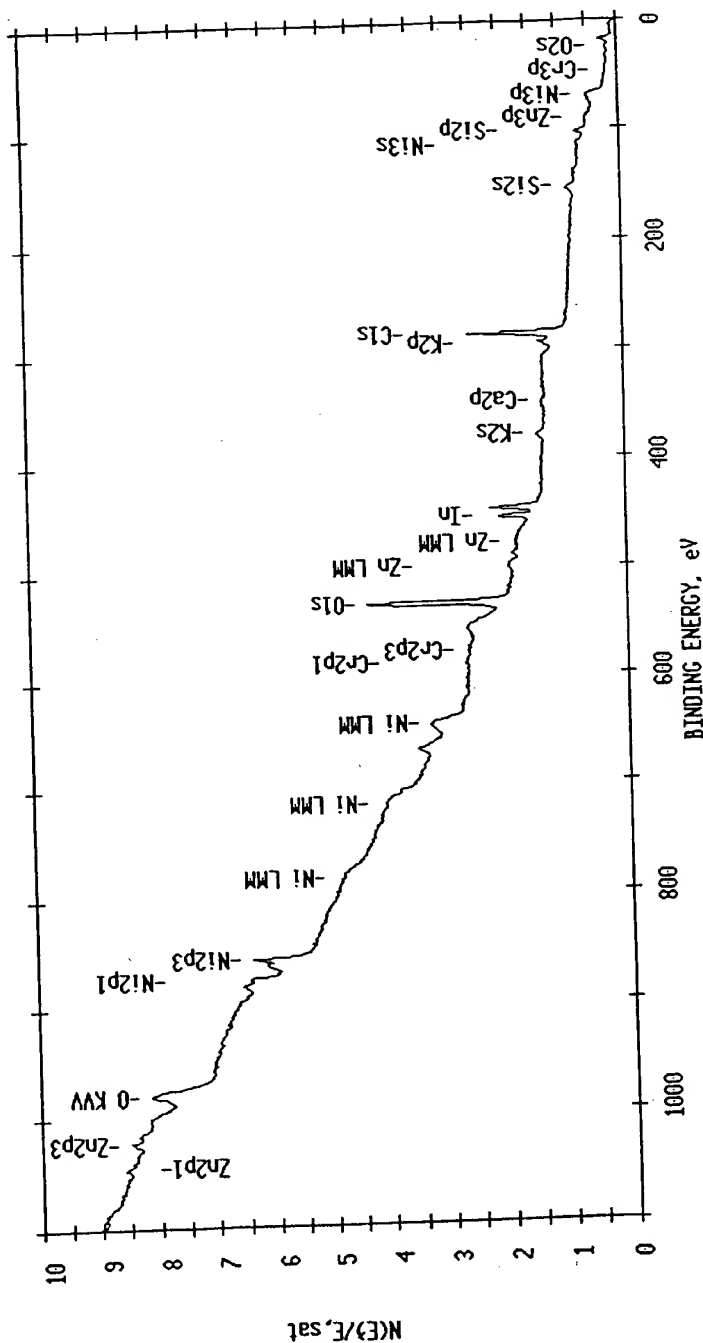 N(E)/E,sat
10
9
8
7
6
5
4
3
2
1
0
Zn2p1-
-Zn2p3
-O KVV
-Ni2p1
-Ni2p3
-Ni LMM
-Ni LMM
-Ni LMM
-Cr2p1
-Cr2p3
-O1s
-Zn LMM
-Zn LMM
-In
-K2s
-Ca2p
-K2p
-C1s
-Si2s
-Ni3s
-Si2p
-Zn3p
-Ni3p
-Cr3p
-O2s
1000
800
600
400
200
0
BINDING ENERGY, eV